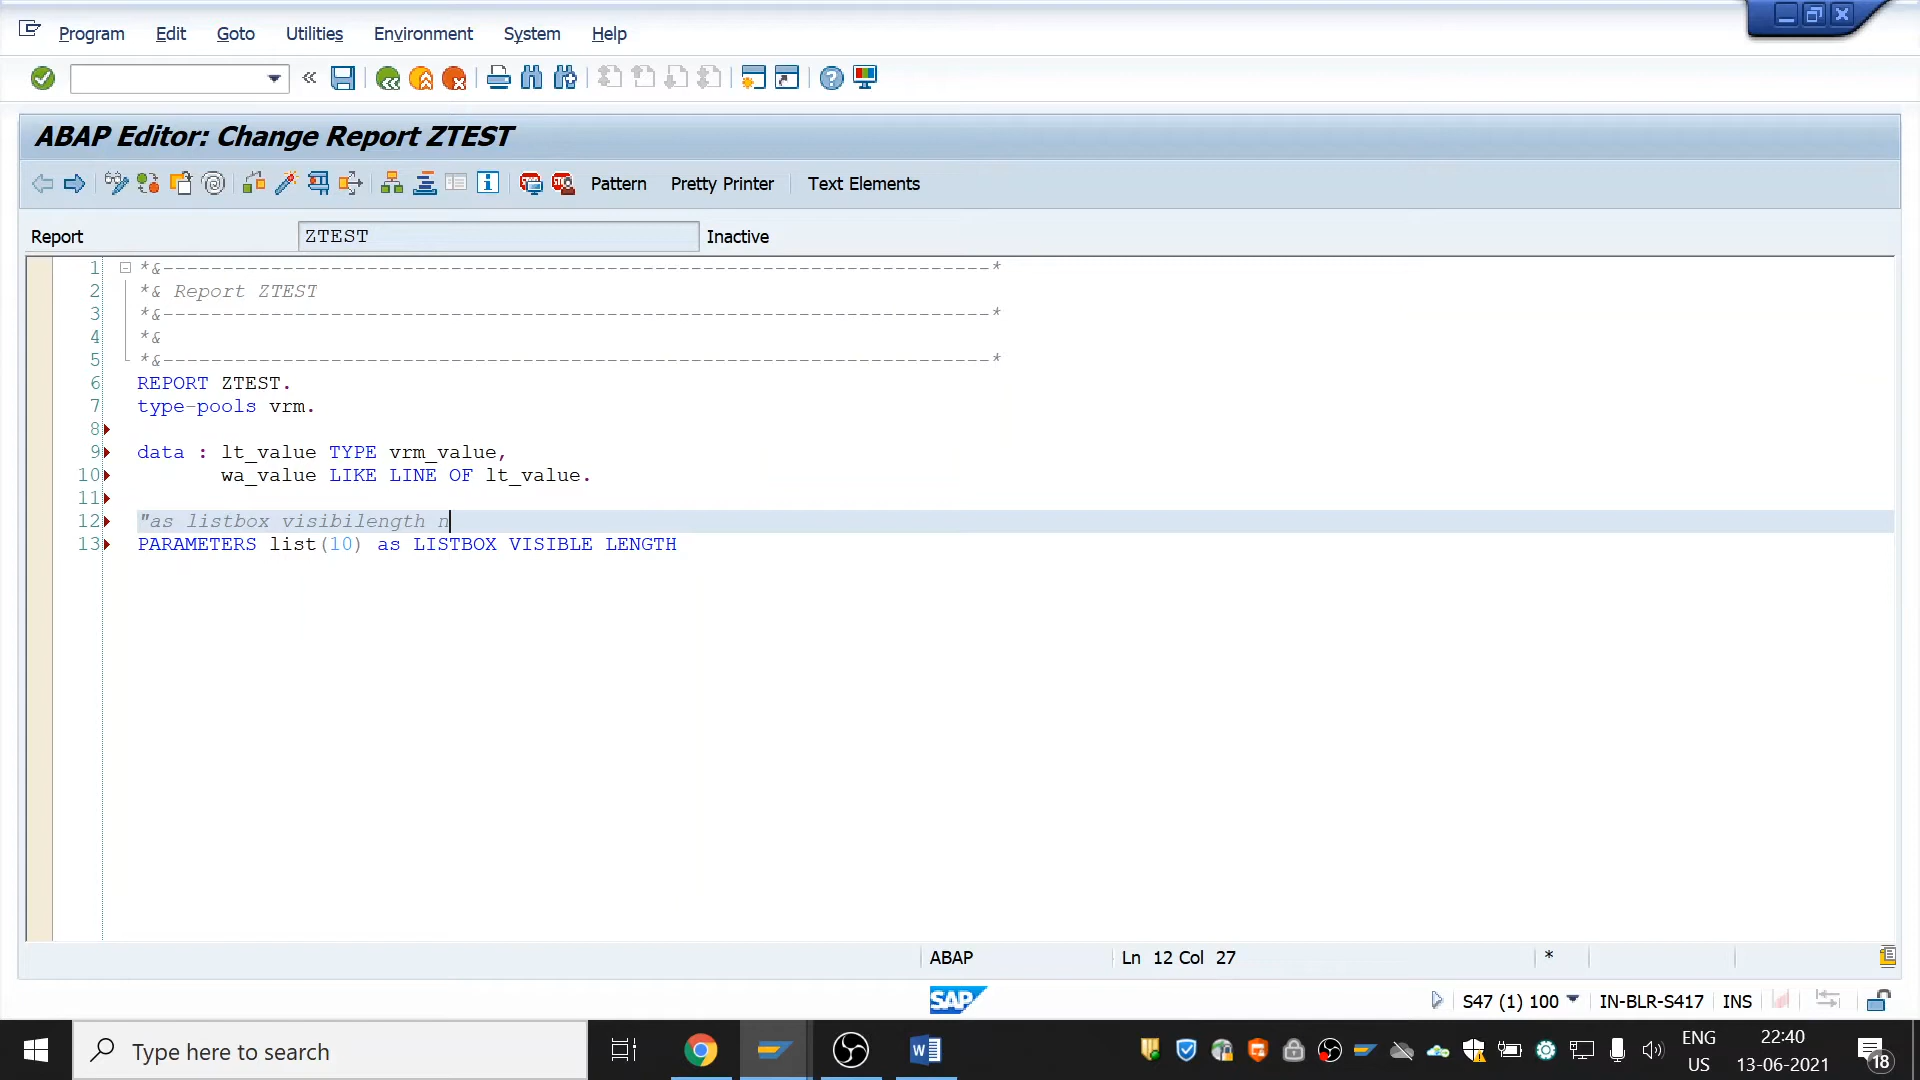 Program Edit Goto Utilities Environment System Help
ABAP Editor: Change Report ZTEST
Pattern Pretty Printer Text Elements
Report ZTEST Inactive
1 *&---------------------------------------------------------------------*
2 *& Report ZTEST
3 *&---------------------------------------------------------------------*
4 *&
5 *&---------------------------------------------------------------------*
6 REPORT ZTEST.
7 type-pools vrm.
8
9 data : lt_value TYPE vrm_value,
10 wa_value LIKE LINE OF lt_value.
11
12 "as listbox visibilength n
13 PARAMETERS list(10) as LISTBOX VISIBLE LENGTH
ABAP Ln 12 Col 27 *
SAP S47 (1) 100 IN-BLR-S417 INS
Type here to search
ENG
US
22:40
13-06-2021
18